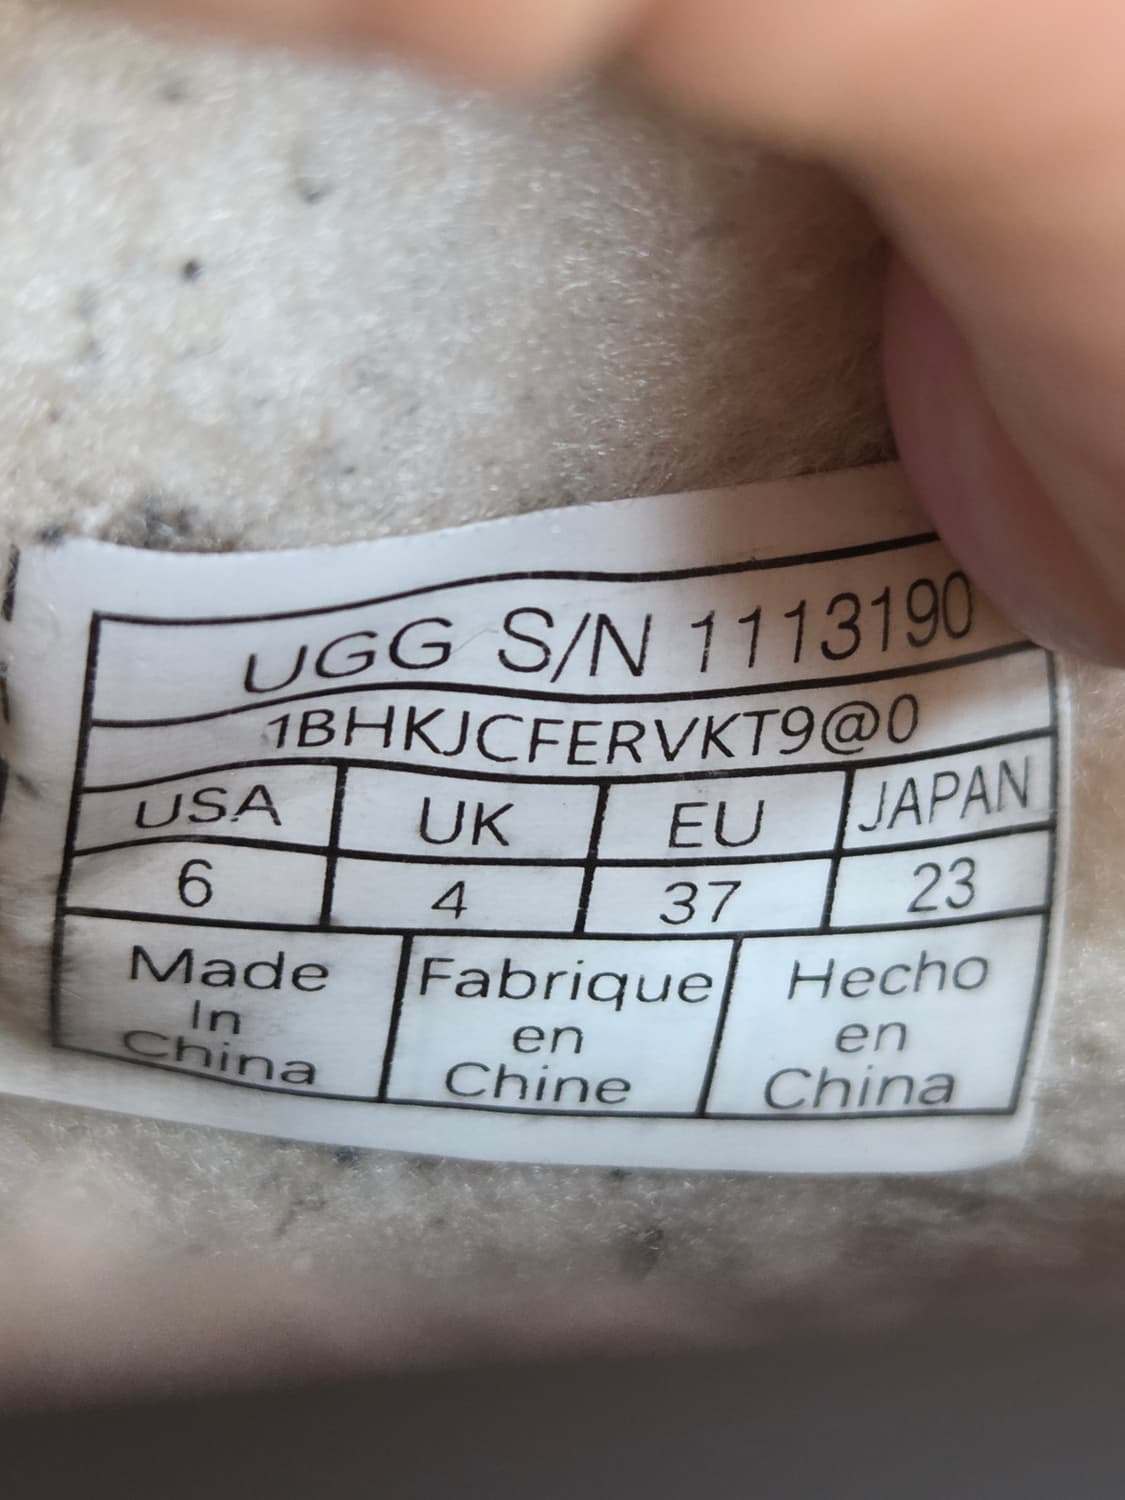 UGG S/N 1113190
1BHKJCFERVKT9@0
USA UK EU JAPAN
6 4 37 23
Made Fabrique Hecho
In en en
China Chine China